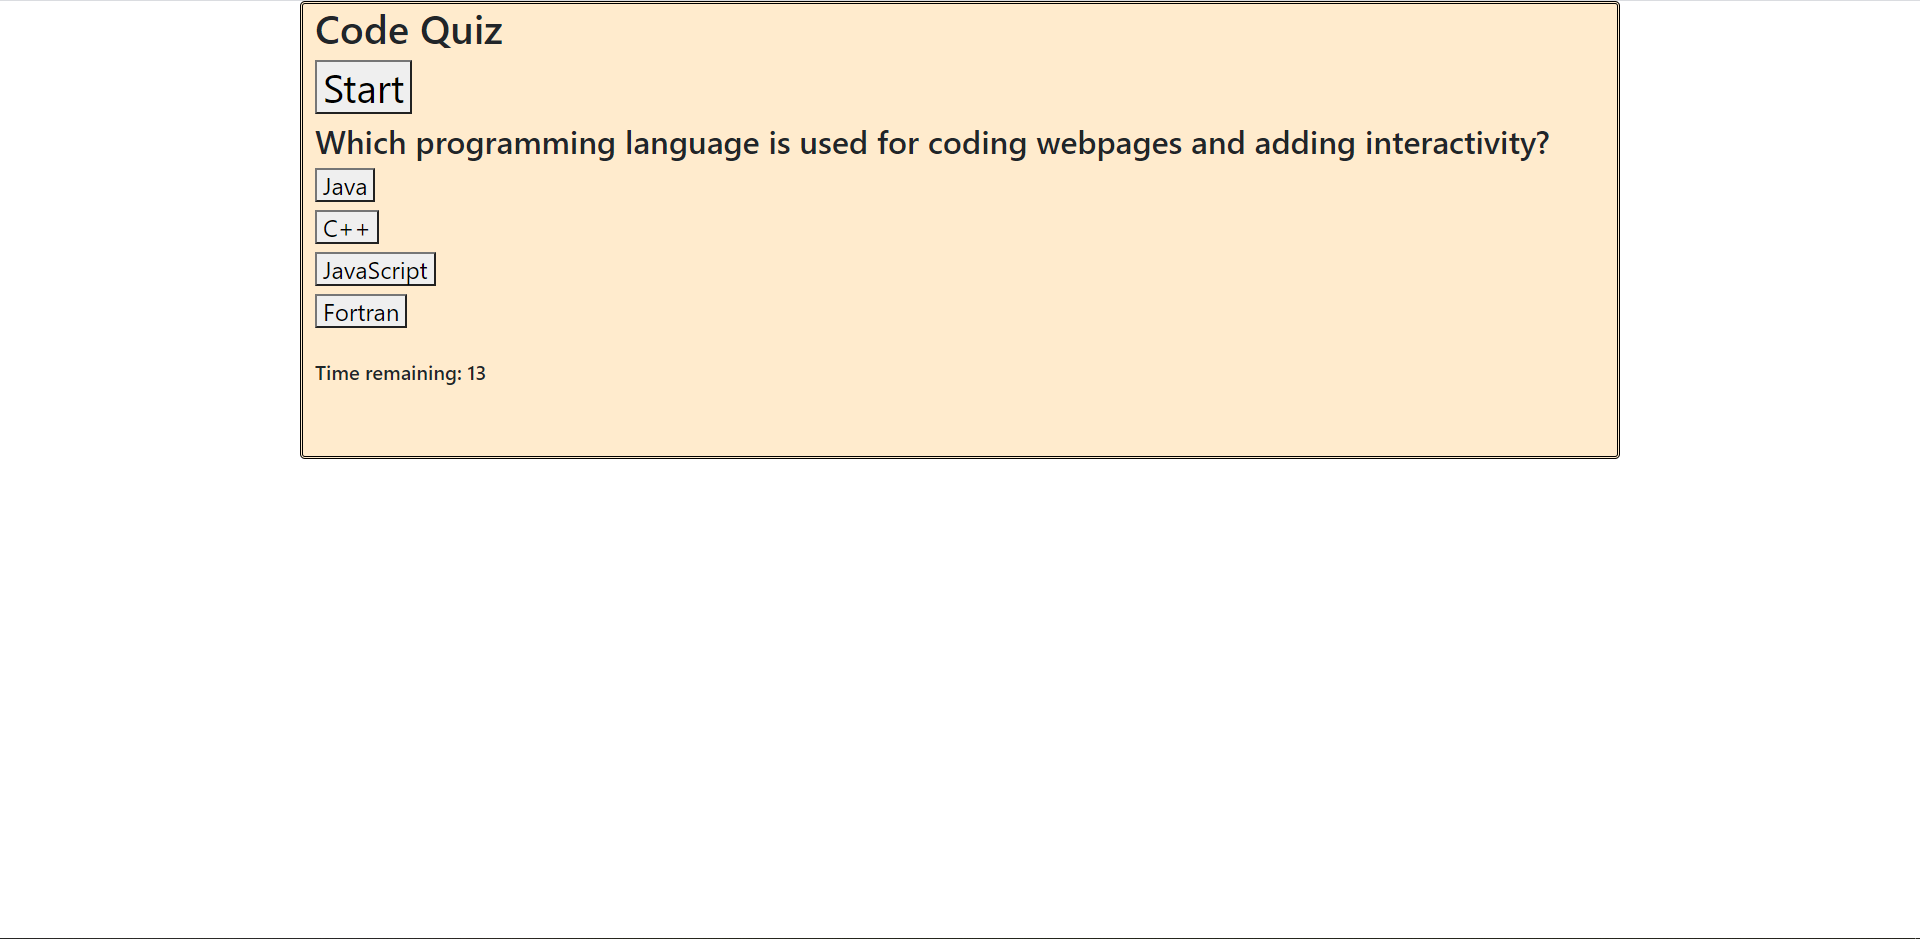 Code Quiz
Start
Which programming language is used for coding webpages and adding interactivity?
Java
C++
JavaScript
Fortran
Time remaining: 13